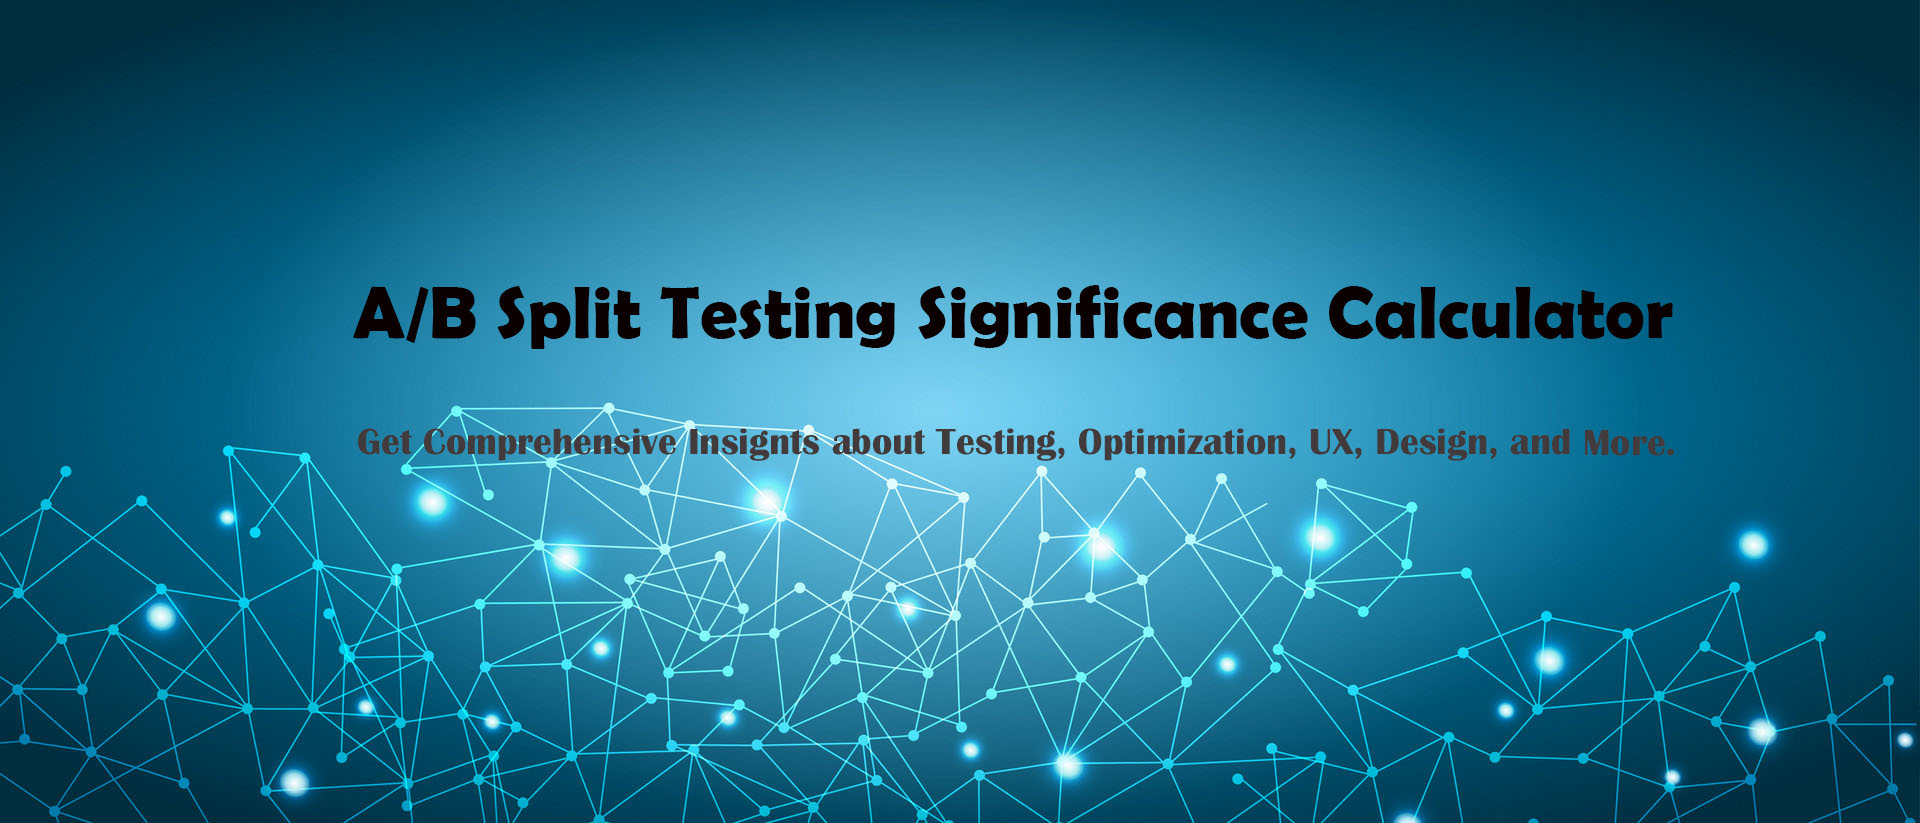 A/B Split Testing Significance Calculator
Get Comprehensive Insignts about Testing, Optimization, UX, Design, and More.